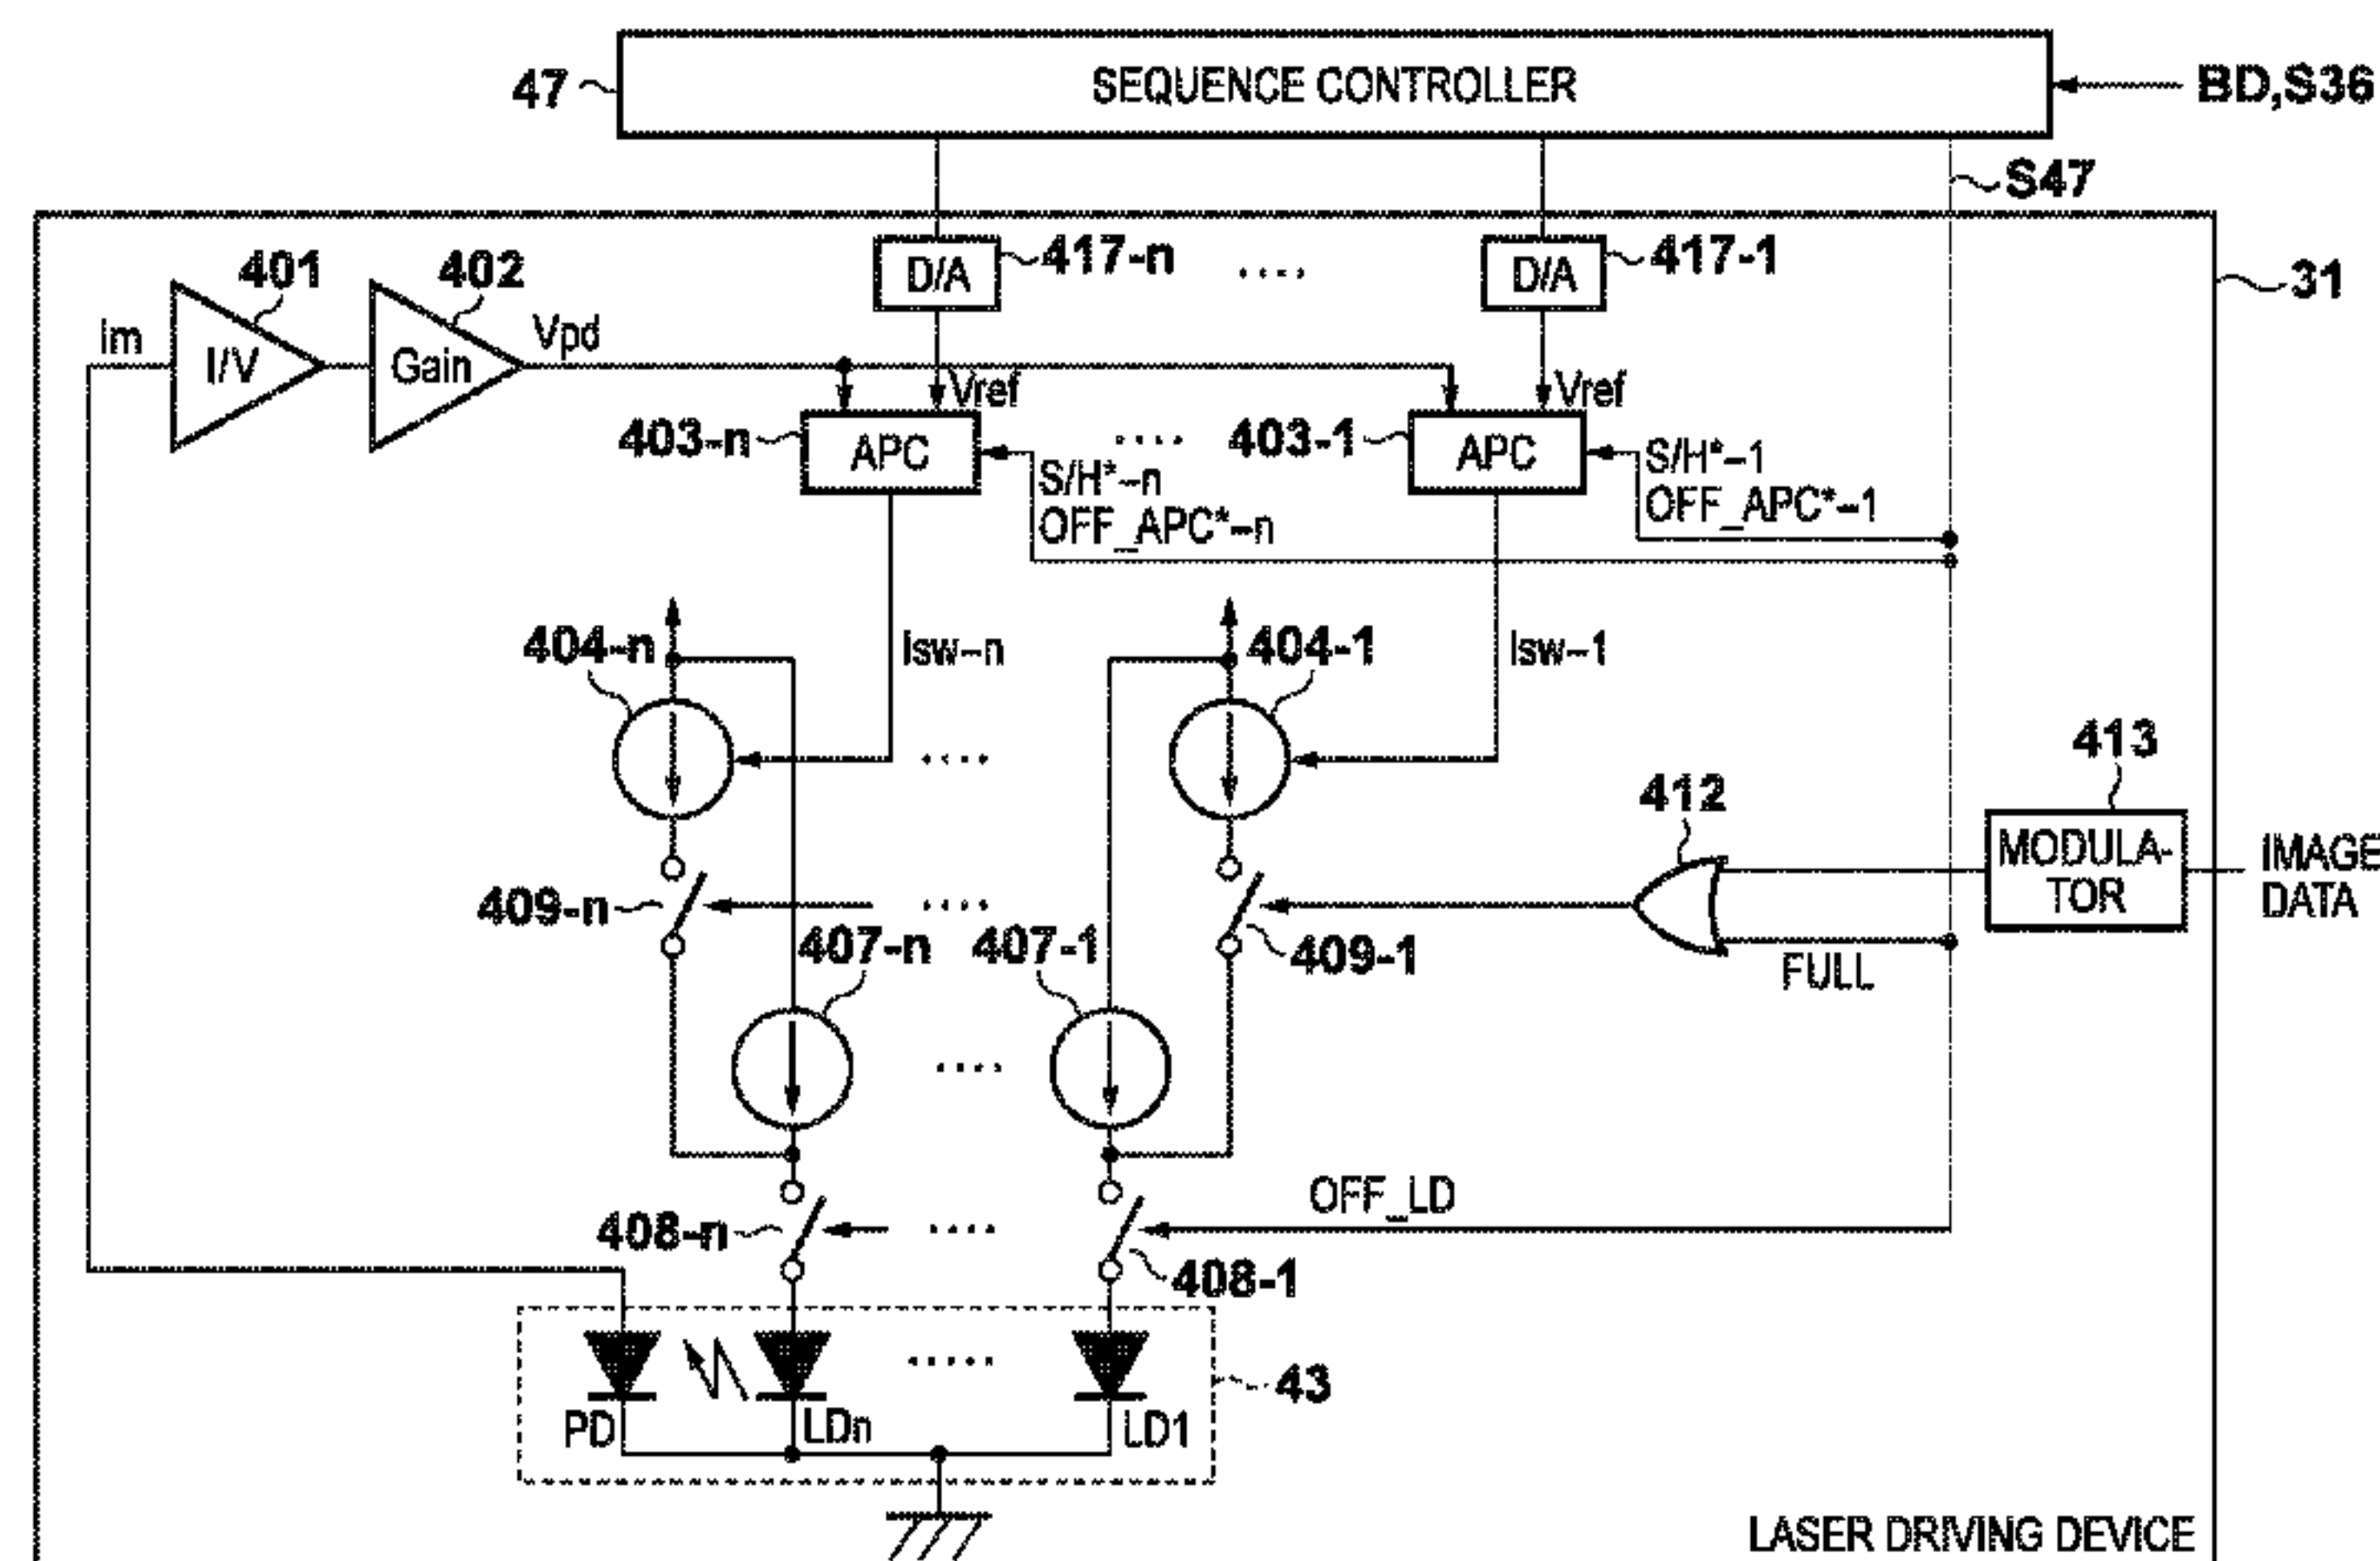 47
SEQUENCE CONTROLLER
BD,S36
S47
401
402
417-n
417-1
31
im
I/V
Gain
Vpd
D/A
D/A
Vref
Vref
403-n
APC
403-1
APC
S/H*-n
OFF_APC*-n
S/H*-1
OFF_APC*-1
404-n
Isw-n
404-1
Isw-1
413
412
MODULA-
TOR
IMAGE
DATA
409-n
409-1
FULL
407-n
407-1
OFF_LD
408-n
408-1
43
PD
LDn
LD1
LASER DRIVING DEVICE